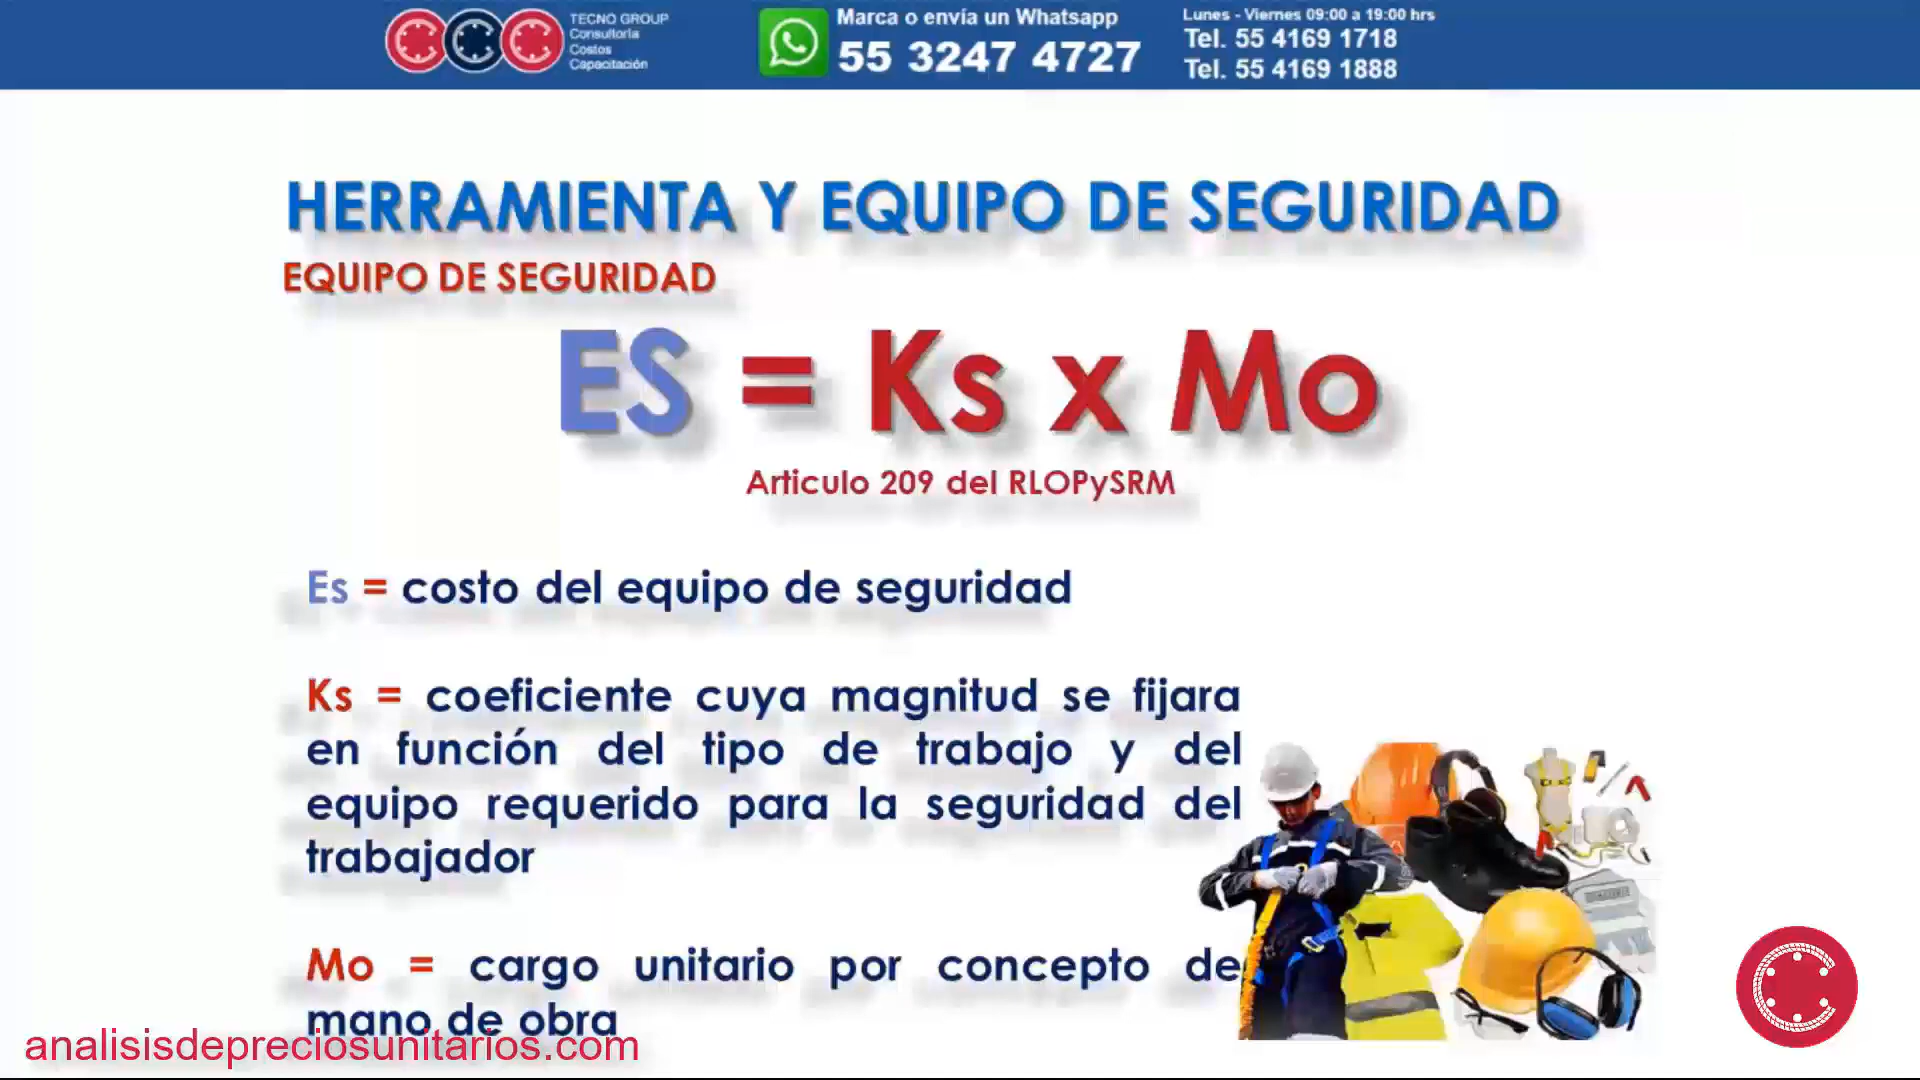 TECNO GROUP
Consultoría
Costos
Capacitación
Marca o envía un Whatsapp
55 3247 4727
Lunes - Viernes 09:00 a 19:00 hrs
Tel. 55 4169 1718
Tel. 55 4169 1888
HERRAMIENTA Y EQUIPO DE SEGURIDAD
EQUIPO DE SEGURIDAD
ES = Ks x Mo
Articulo 209 del RLOPySRM
Es = costo del equipo de seguridad
Ks = coeficiente cuya magnitud se fijara
en función del tipo de trabajo y del
equipo requerido para la seguridad del
trabajador
Mo = cargo unitario por concepto de
mano de obra
analisisdepreciosunitarios.com